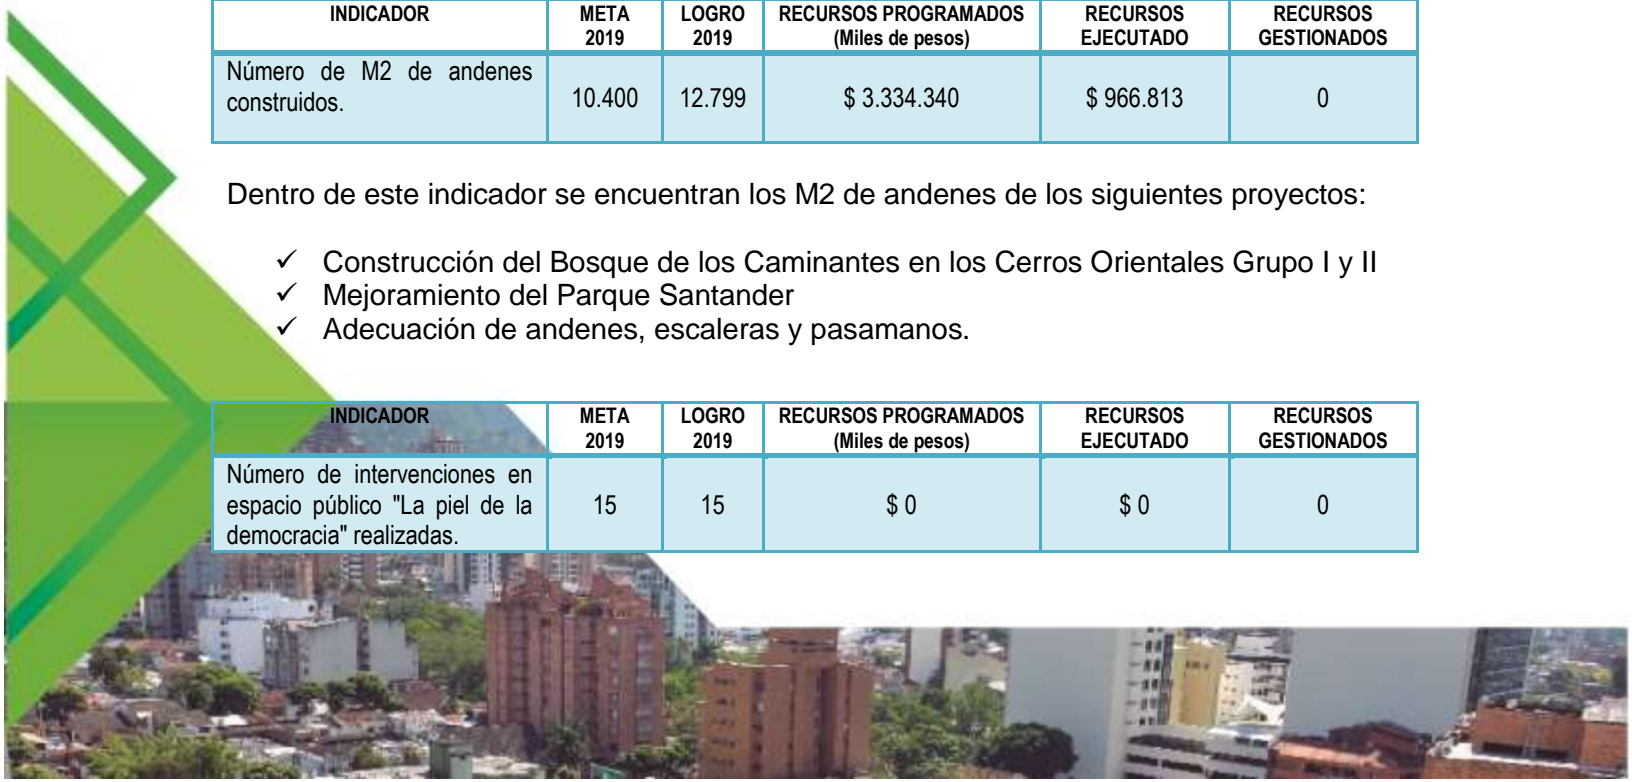 INDICADOR META 2019 LOGRO 2019 RECURSOS PROGRAMADOS (Miles de pesos) RECURSOS EJECUTADO RECURSOS GESTIONADOS
Número de M2 de andenes construidos. 10.400 12.799 $ 3.334.340 $ 966.813 0
Dentro de este indicador se encuentran los M2 de andenes de los siguientes proyectos:
✓ Construcción del Bosque de los Caminantes en los Cerros Orientales Grupo I y II
✓ Mejoramiento del Parque Santander
✓ Adecuación de andenes, escaleras y pasamanos.
INDICADOR META 2019 LOGRO 2019 RECURSOS PROGRAMADOS (Miles de pesos) RECURSOS EJECUTADO RECURSOS GESTIONADOS
Número de intervenciones en espacio público "La piel de la democracia" realizadas. 15 15 $ 0 $ 0 0